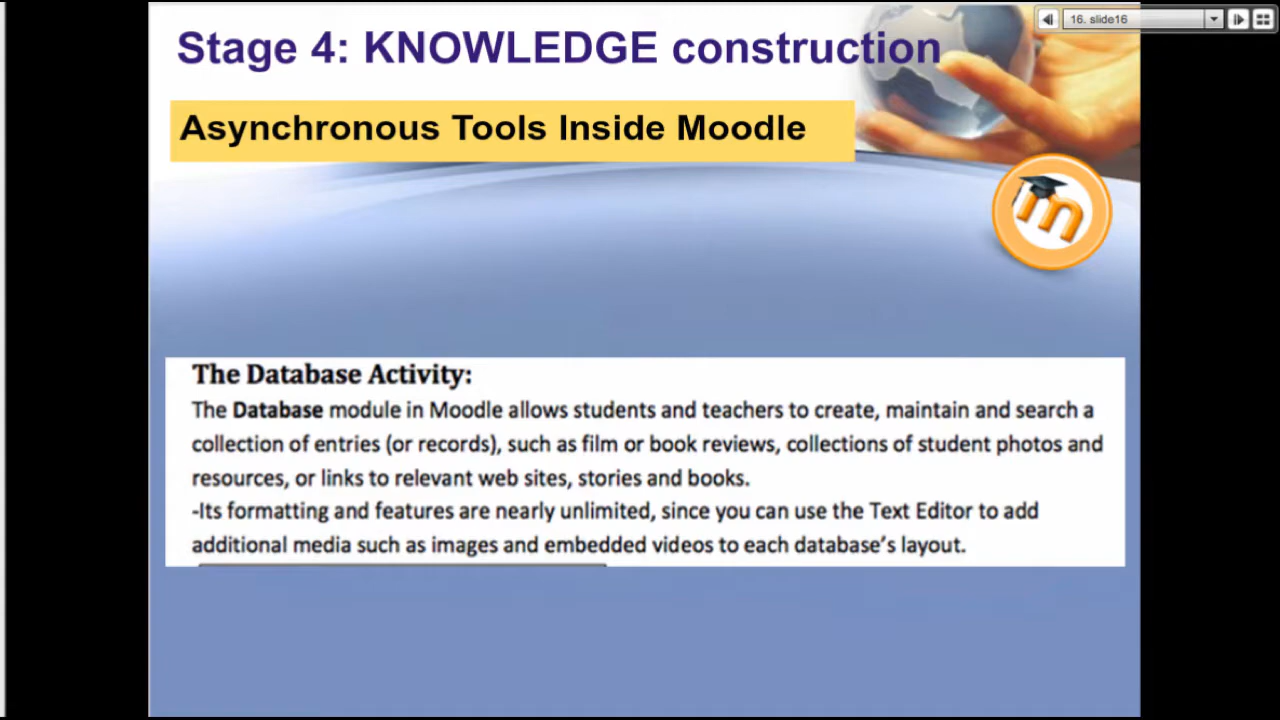 16. slide16
Stage 4: KNOWLEDGE construction
Asynchronous Tools Inside Moodle
m
The Database Activity:
The Database module in Moodle allows students and teachers to create, maintain and search a
collection of entries (or records), such as film or book reviews, collections of student photos and
resources, or links to relevant web sites, stories and books.
-Its formatting and features are nearly unlimited, since you can use the Text Editor to add
additional media such as images and embedded videos to each database's layout.